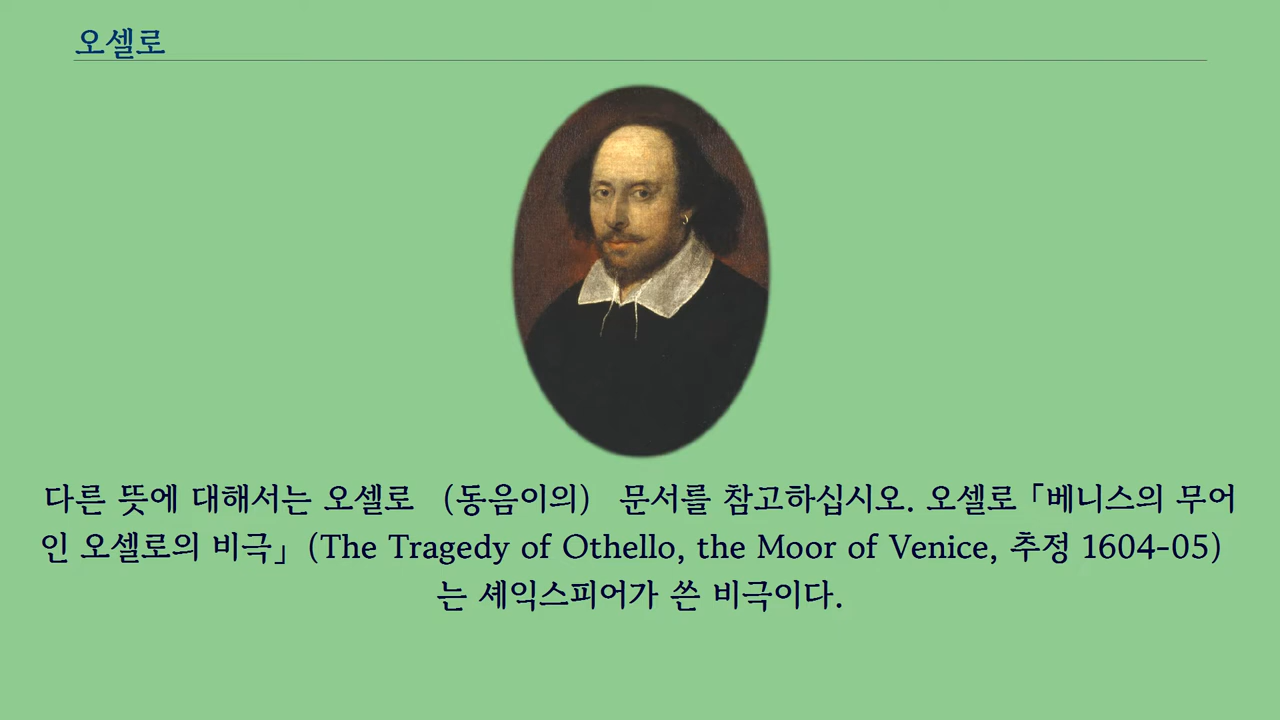 오셀로
다른 뜻에 대해서는 오셀로 (동음이의) 문서를 참고하십시오. 오셀로 「베니스의 무어
인 오셀로의 비극」 (The Tragedy of Othello, the Moor of Venice, 추정 1604-05)
는 셰익스피어가 쓴 비극이다.